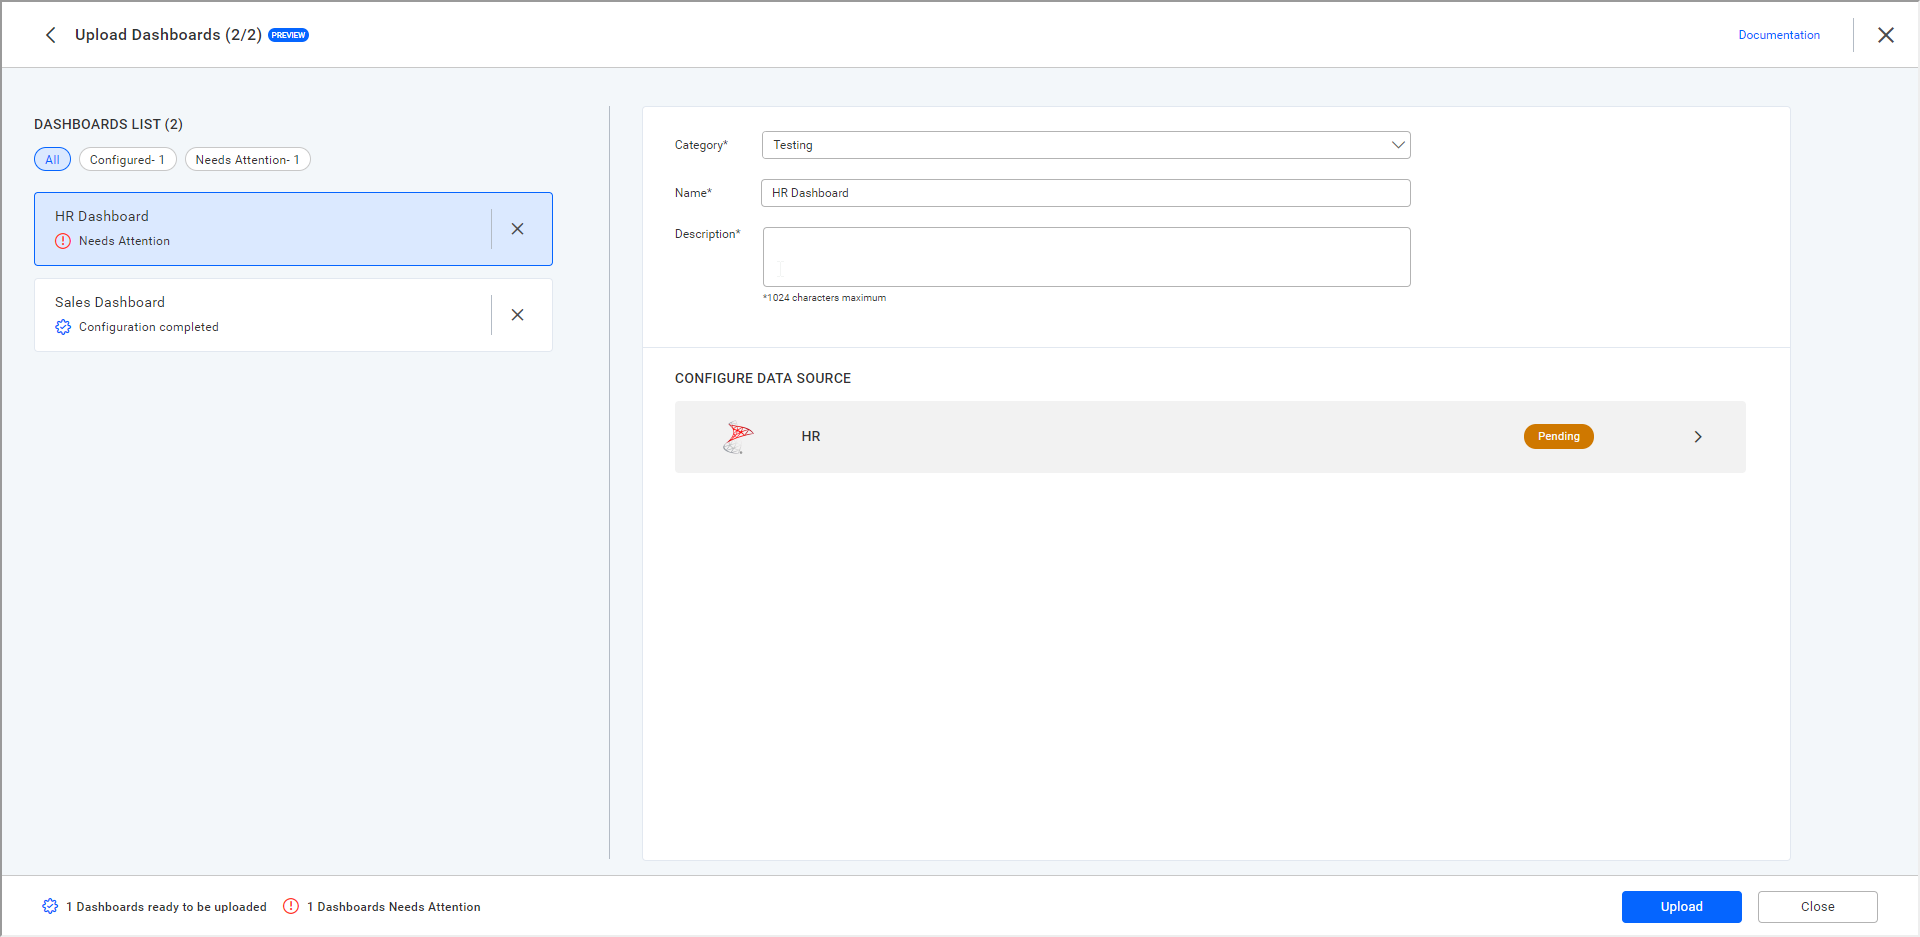 Upload Dashboards (2/2) PREVIEW
Documentation
DASHBOARDS LIST (2)
All
Configured- 1
Needs Attention- 1
HR Dashboard
Needs Attention
Sales Dashboard
Configuration completed
Category*
Testing
Name*
HR Dashboard
Description*
*1024 characters maximum
CONFIGURE DATA SOURCE
HR
Pending
1 Dashboards ready to be uploaded
1 Dashboards Needs Attention
Upload
Close